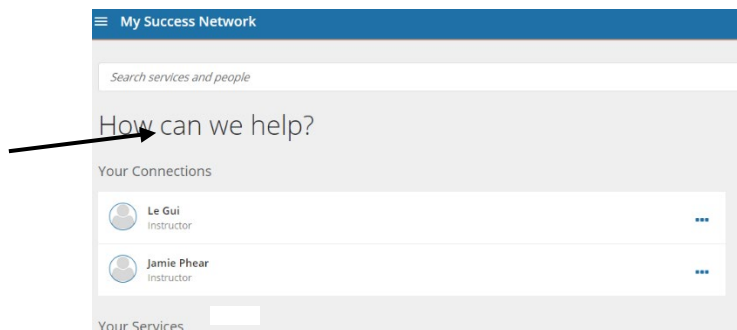 My Success Network
Search services and people
How can we help?
Your Connections
Le Gui
Instructor
Jamie Phear
Instructor
Your Services